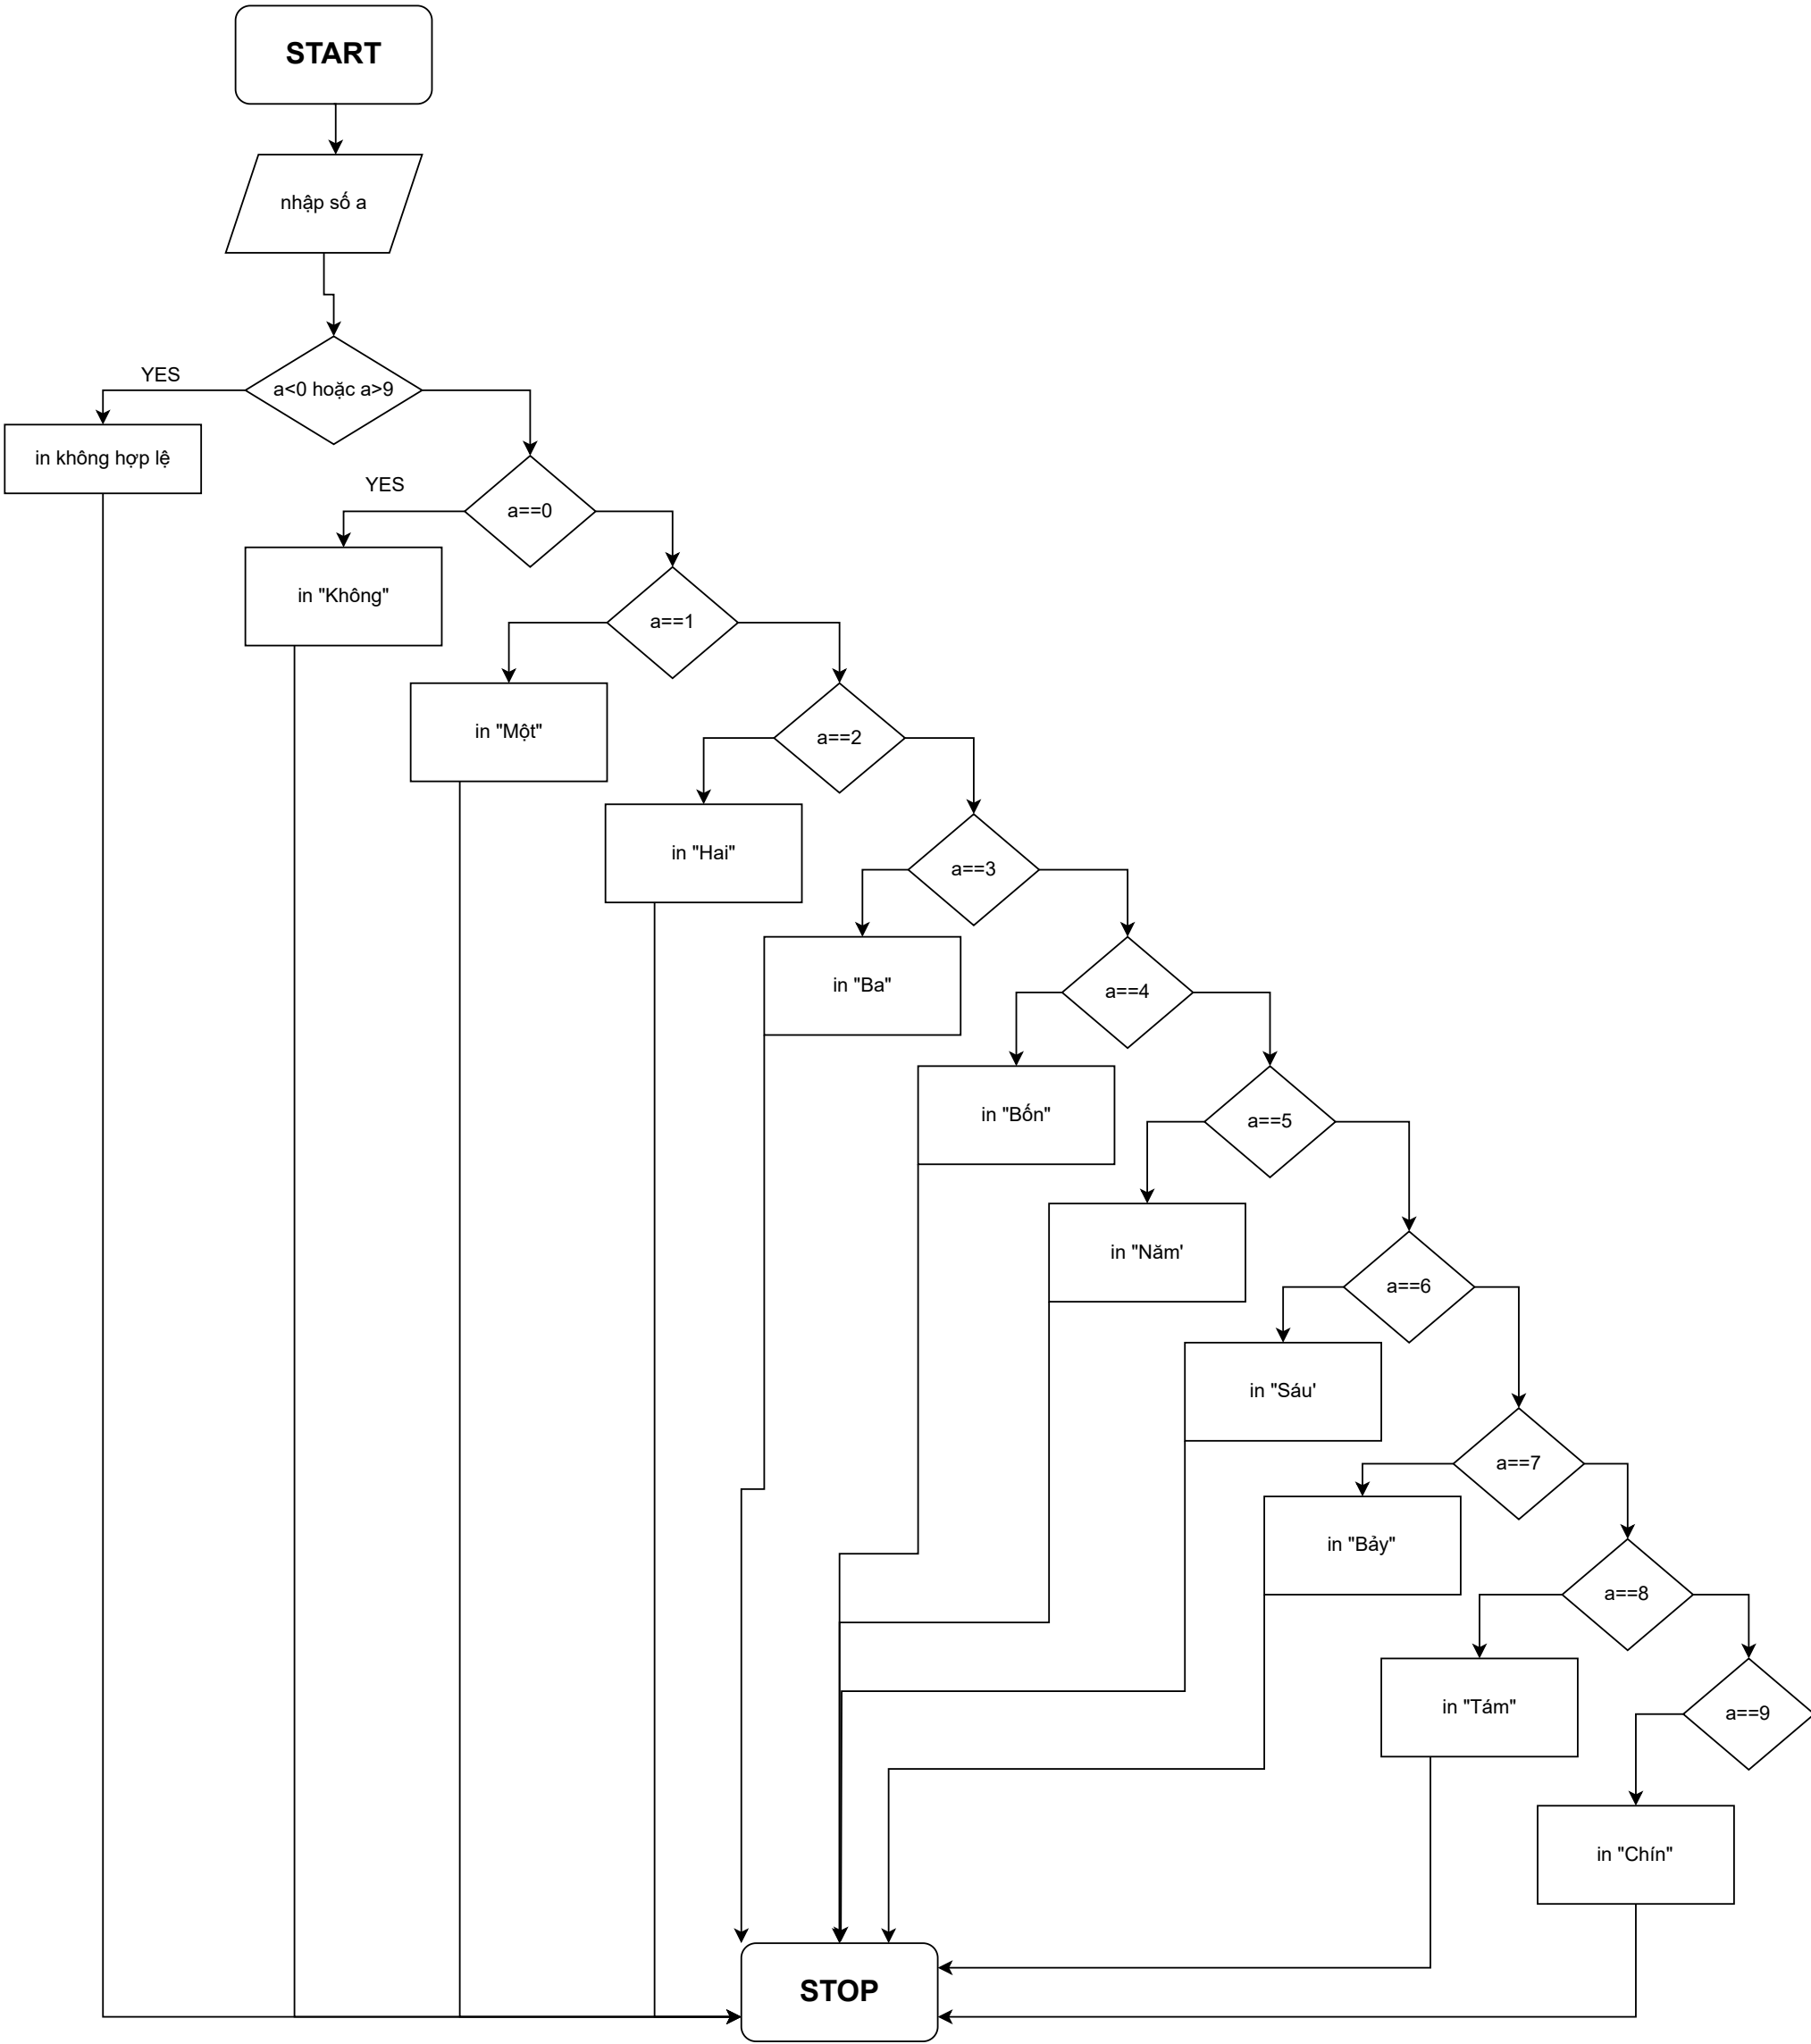 START
nhập số a
YES
a<0 hoặc a>9
in không hợp lệ
YES
a==0
in "Không"
a==1
in "Một"
a==2
in "Hai"
a==3
in "Ba"
a==4
in "Bốn"
a==5
in "Năm'
a==6
in "Sáu'
a==7
in "Bảy"
a==8
in "Tám"
a==9
in "Chín"
STOP